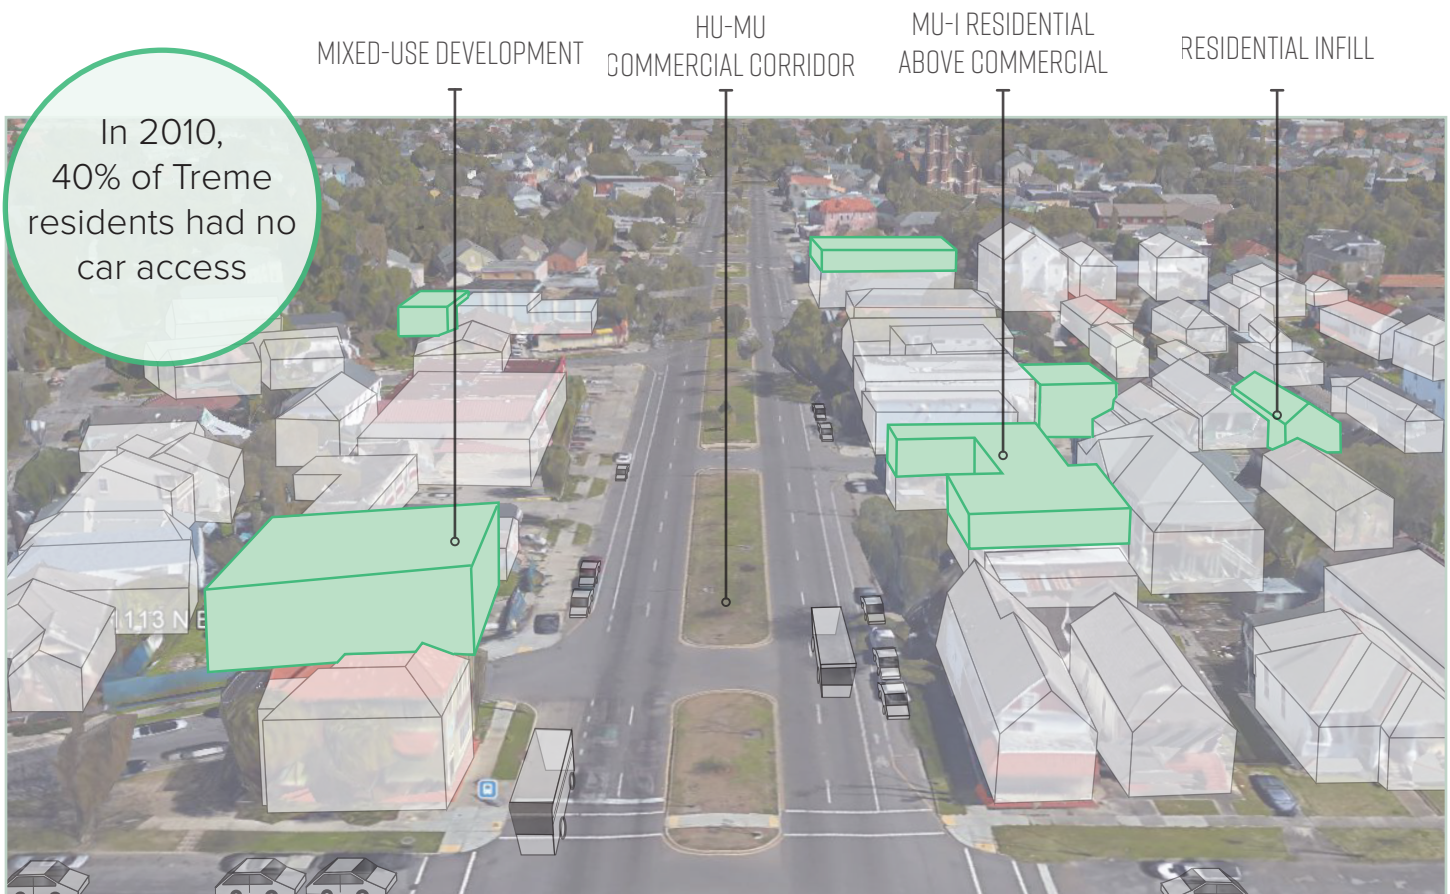 MIXED-USE DEVELOPMENT
HU-MU
COMMERCIAL CORRIDOR
MU-1 RESIDENTIAL
ABOVE COMMERCIAL
RESIDENTIAL INFILL
In 2010,
40% of Treme
residents had no
car access
1113 N E